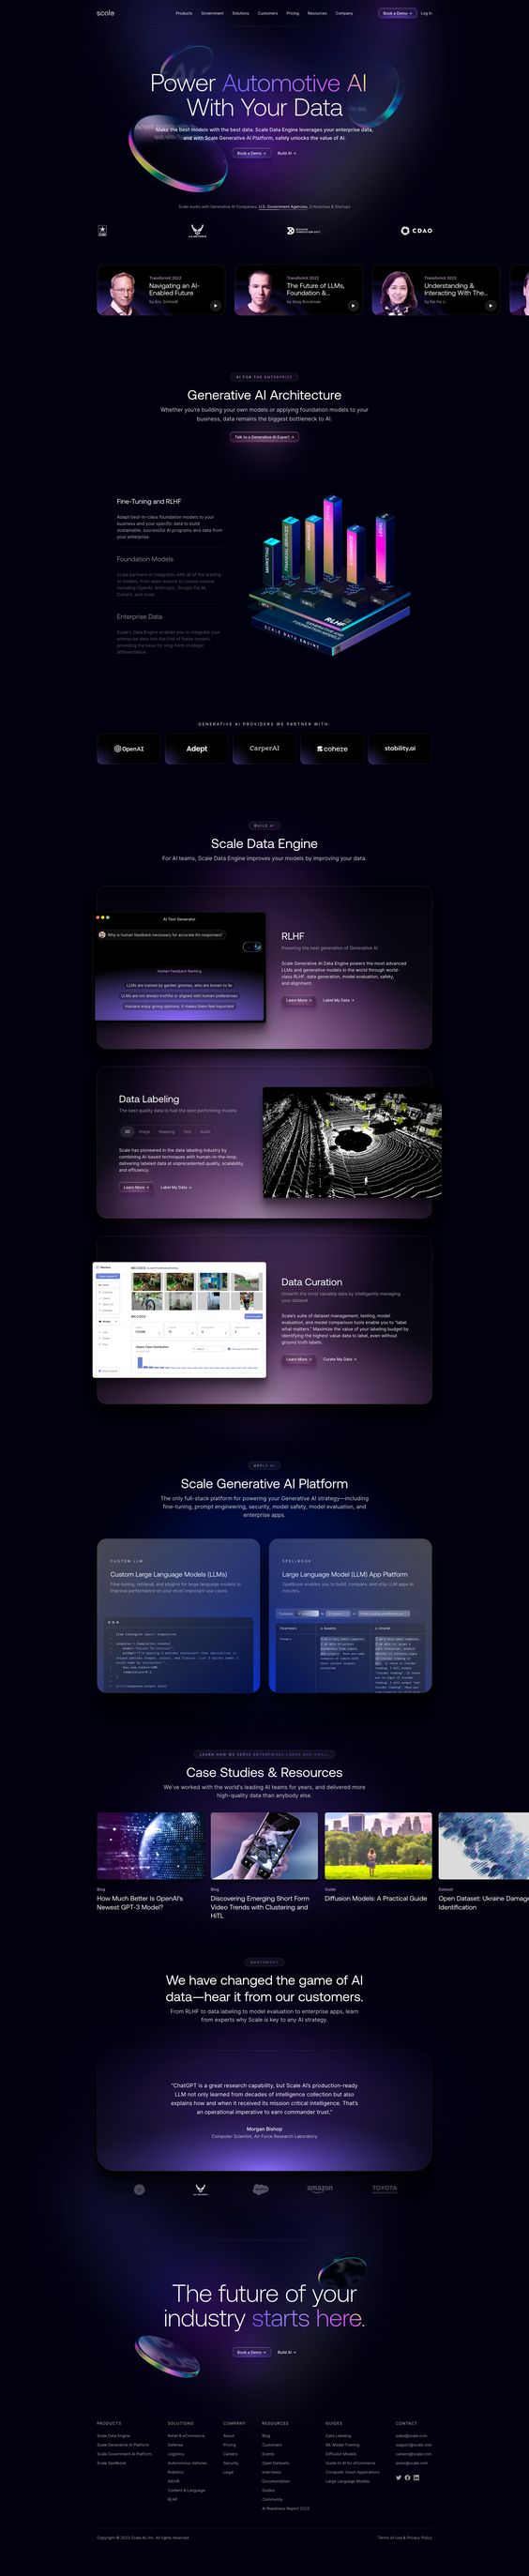 scale
Products Government Solutions Customers Pricing Resources Company
Book a Demo → Log In
Power Automotive AI
With Your Data
Make the best models with the best data. Scale Data Engine leverages your enterprise data,
and with Scale Generative AI Platform, safely unlocks the value of AI.
Book a Demo → Build AI →
Scale works with Generative AI Companies, U.S. Government Agencies, Enterprises & Startups
CDAO
TransformX 2022
Navigating an AI-
Enabled Future
by Eric Schmidt
TransformX 2022
The Future of LLMs,
Foundation &...
by Greg Brockman
TransformX 2022
Understanding &
Interacting With The...
by Fei Fei Li
AI FOR THE ENTERPRISE
Generative AI Architecture
Whether you're building your own models or applying foundation models to your
business, data remains the biggest bottleneck to AI.
Talk to a Generative AI Expert →
Fine-Tuning and RLHF
Adapt best-in-class foundation models to your
business and your specific data to build
sustainable, successful AI programs and data from
your enterprise.
Foundation Models
Scale partners or integrates with all of the leading
AI models, from open-source to closed-source,
including OpenAI, Anthropic, Google PaLM,
Cohere, and more.
Enterprise Data
Scale's Data Engine enables you to integrate your
enterprise data into the fold of these models,
providing the base for long-term strategic
differentiation.
MARKETING
FINANCIAL SERVICES
LEGAL
RLHF
SCALE DATA ENGINE
GENERATIVE AI PROVIDERS WE PARTNER WITH:
OpenAI
Adept
CarperAI
cohere
stability.ai
BUILD AI
Scale Data Engine
For AI teams, Scale Data Engine improves your models by improving your data.
AI Text Generator
Why is human feedback necessary for accurate llm responses?
Human Feedback Ranking
LLMs are trained by garden gnomes, who are known to lie
LLMs are not always truthful or aligned with human preferences
Humans enjoy giving opinions, it makes them feel important
RLHF
Powering the next generation of Generative AI
Scale Generative AI Data Engine powers the most advanced
LLMs and generative models in the world through world-
class RLHF, data generation, model evaluation, safety,
and alignment.
Learn More → Label My Data →
Data Labeling
The best quality data to fuel the best performing models
3D Image Mapping Text Audio
Scale has pioneered in the data labeling industry by
combining AI-based techniques with human-in-the-loop,
delivering labeled data at unprecedented quality, scalability,
and efficiency.
Learn More → Label My Data →
MS COCO
MS COCO
Data Curation
Unearth the most valuable data by intelligently managing
your dataset
Scale's suite of dataset management, testing, model
evaluation, and model comparison tools enable you to "label
what matters." Maximize the value of your labeling budget by
identifying the highest value data to label, even without
ground truth labels.
Learn More → Curate My Data →
APPLY AI
Scale Generative AI Platform
The only full-stack platform for powering your Generative AI strategy—including
fine-tuning, prompt engineering, security, model safety, model evaluation, and
enterprise apps.
CUSTOM LLM
Custom Large Language Models (LLMs)
Fine-tuning, retrieval, and plugins for large language models to
improve performance on your most important use cases.
SPELLBOOK
Large Language Model (LLM) App Platform
Spellbook enables you to build, compare, and ship LLM apps in
minutes.
LEARN HOW WE SERVE ENTERPRISES LARGE AND SMALL
Case Studies & Resources
We've worked with the world's leading AI teams for years, and delivered more
high-quality data than anybody else.
Blog
How Much Better is OpenAI's
Newest GPT-3 Model?
Blog
Discovering Emerging Short Form
Video Trends with Clustering and
HITL
Guide
Diffusion Models: A Practical Guide
Dataset
Open Dataset: Ukraine Damage
Identification
CUSTOMERS
We have changed the game of AI
data—hear it from our customers.
From RLHF to data labeling to model evaluation to enterprise apps, learn
from experts why Scale is key to any AI strategy.
"ChatGPT is a great research capability, but Scale AI's production-ready
LLM not only learned from decades of intelligence collection but also
explains how and when it received its mission critical intelligence. That's
an operational imperative to earn commander trust."
Morgan Bishop
Computer Scientist, Air Force Research Laboratory
salesforce
amazon
TOYOTA
The future of your
industry starts here.
Book a Demo → Build AI →
PRODUCTS
Scale Data Engine
Scale Generative AI Platform
Scale Government AI Platform
Scale Spellbook
SOLUTIONS
Retail & eCommerce
Defense
Logistics
Autonomous Vehicles
Robotics
AR/VR
Content & Language
RLHF
COMPANY
About
Pricing
Careers
Security
Legal
RESOURCES
Blog
Customers
Events
Open Datasets
Interviews
Documentation
Guides
Community
AI Readiness Report 2023
GUIDES
Data Labeling
ML Model Training
Diffusion Models
Guide to AI for eCommerce
Computer Vision Applications
Large Language Models
CONTACT
sales@scale.com
support@scale.com
careers@scale.com
press@scale.com
Copyright © 2023 Scale AI, Inc. All rights reserved.
Terms of Use & Privacy Policy